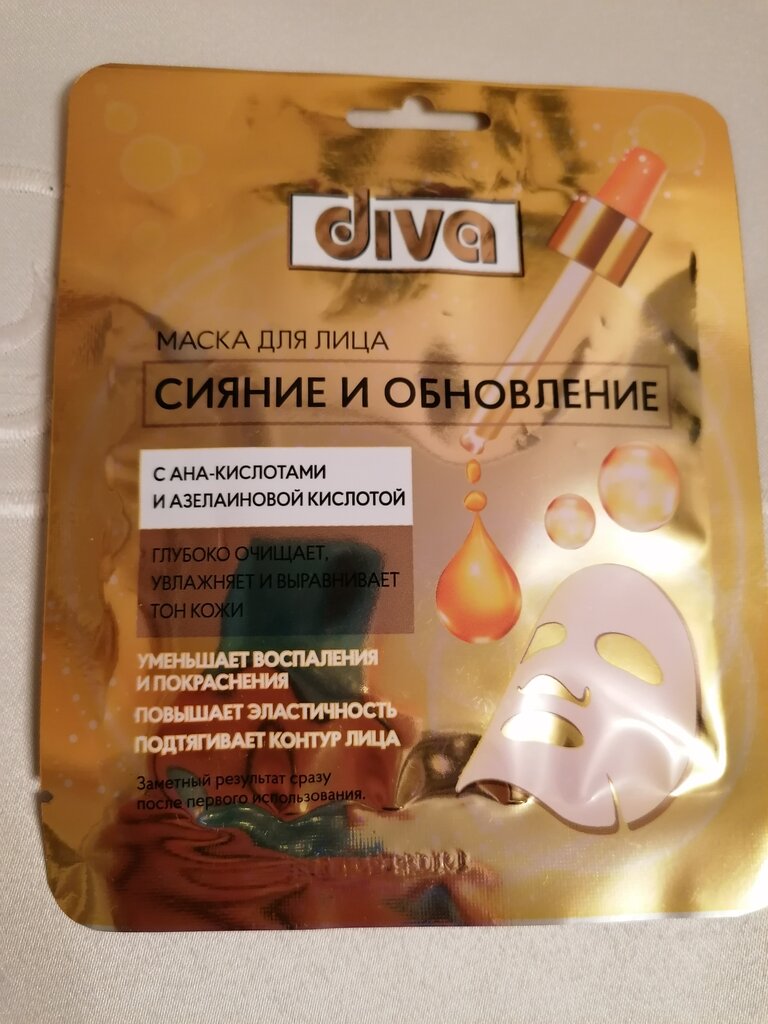 diva
МАСКА ДЛЯ ЛИЦА
СИЯНИЕ И ОБНОВЛЕНИЕ
С АНА-КИСЛОТАМИ
И АЗЕЛАИНОВОЙ КИСЛОТОЙ
ГЛУБОКО ОЧИЩАЕТ,
УВЛАЖНЯЕТ И ВЫРАВНИВАЕТ
ТОН КОЖИ
УМЕНЬШАЕТ ВОСПАЛЕНИЯ
И ПОКРАСНЕНИЯ
ПОВЫШАЕТ ЭЛАСТИЧНОСТЬ
ПОДТЯГИВАЕТ КОНТУР ЛИЦА
Заметный результат сразу
после первого использования.